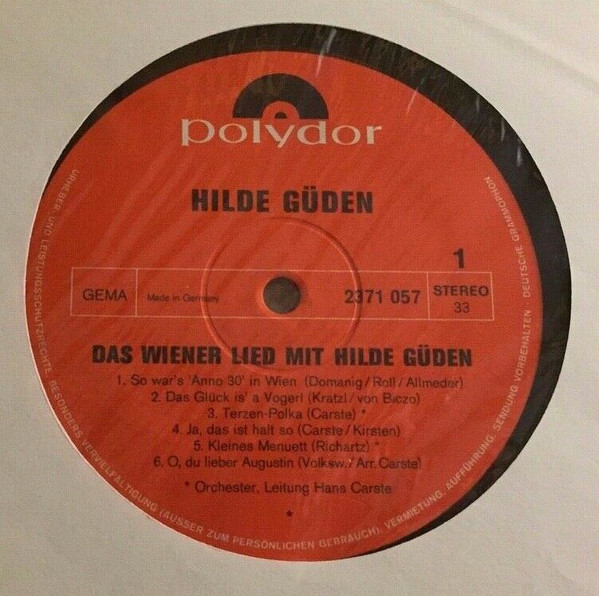 polydor
HILDE GÜDEN
1
GEMA
Made in Germany
2371 057
STEREO
33
DAS WIENER LIED MIT HILDE GÜDEN
1. So war's 'Anno 30' in Wien (Domanig/Roll/Allmeder)
2. Das Glück is' a Vogerl (Kratzl/von Biczo)
3. Terzen-Polka (Carste) *
4. Ja, das ist halt so (Carste/Kirsten)
5. Kleines Menuett (Richartz) *
6. O, du lieber Augustin (Volksw./Arr. Carste)
* Orchester, Leitung Hans Carste
*
URHEBER- UND LEISTUNGSSCHUTZRECHTE BESONDERS VERVIELFÄLTIGUNG (AUSSER ZUM PERSÖNLICHEN GEBRAUCH), VERMIETUNG, AUFFÜHRUNG, SENDUNG VORBEHALTEN · DEUTSCHE GRAMMOPHON